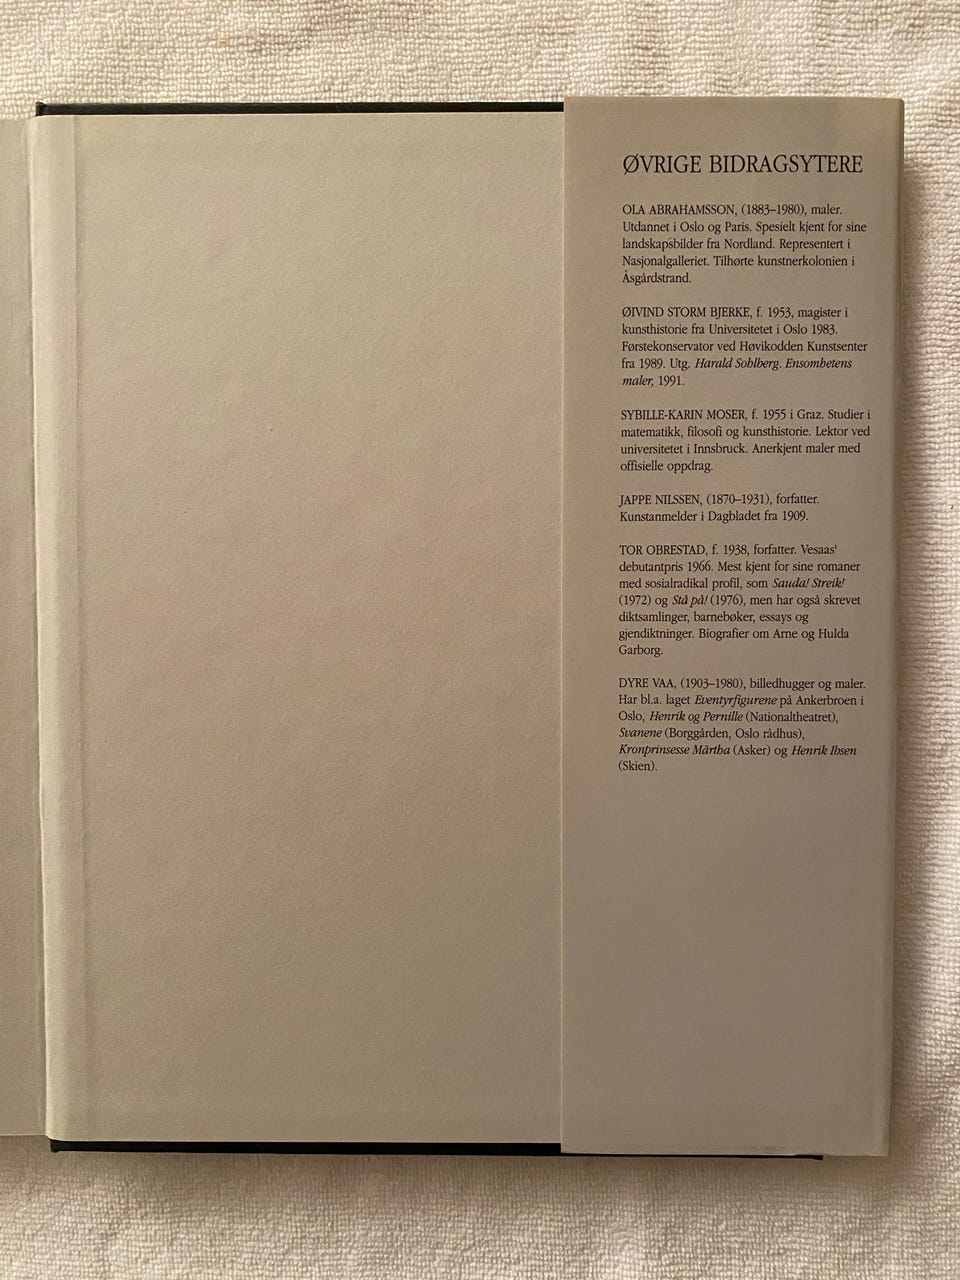 ØVRIGE BIDRAGSYTERE
OLA ABRAHAMSSON, (1883–1980), maler.
Utdannet i Oslo og Paris. Spesielt kjent for sine
landskapsbilder fra Nordland. Representert i
Nasjonalgalleriet. Tilhørte kunstnerkolonien i
Åsgårdstrand.
ØIVIND STORM BJERKE, f. 1953, magister i
kunsthistorie fra Universitetet i Oslo 1983.
Førstekonservator ved Høvikodden Kunstsenter
fra 1989. Utg. Harald Sohlberg. Ensomhetens
maler, 1991.
SYBILLE-KARIN MOSER, f. 1955 i Graz. Studier i
matematikk, filosofi og kunsthistorie. Lektor ved
universitetet i Innsbruck. Anerkjent maler med
offisielle oppdrag.
JAPPE NILSSEN, (1870–1931), forfatter.
Kunstanmelder i Dagbladet fra 1909.
TOR OBRESTAD, f. 1938, forfatter. Vesaas'
debutantpris 1966. Mest kjent for sine romaner
med sosialradikal profil, som Sauda! Streik!
(1972) og Stå på! (1976), men har også skrevet
diktsamlinger, barnebøker, essays og
gjendiktninger. Biografier om Arne og Hulda
Garborg.
DYRE VAA, (1903–1980), billedhugger og maler.
Har bl.a. laget Eventyrfigurene på Ankerbroen i
Oslo, Henrik og Pernille (Nationaltheatret),
Svanene (Borggården, Oslo rådhus),
Kronprinsesse Märtha (Asker) og Henrik Ibsen
(Skien).